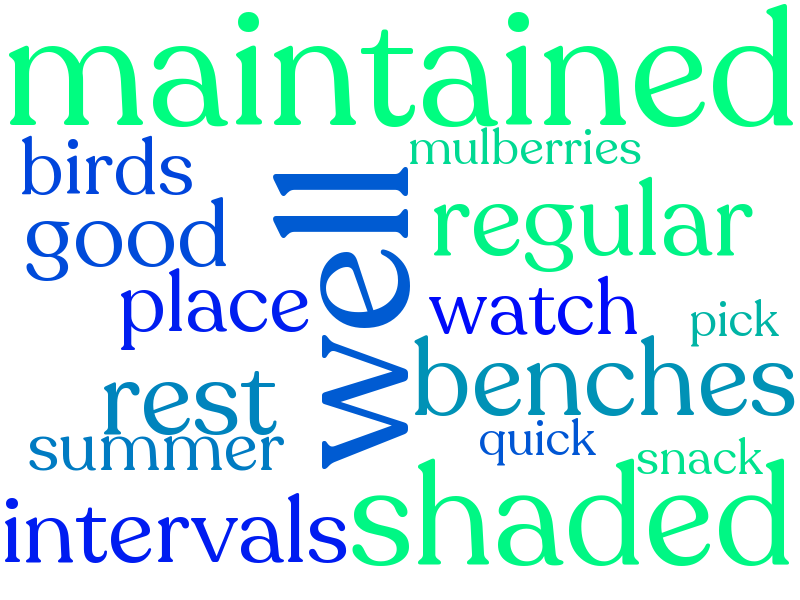 maintained
birds
mulberries
well
good
regular
place
watch
pick
rest
benches
summer
quick
snack
intervals
shaded